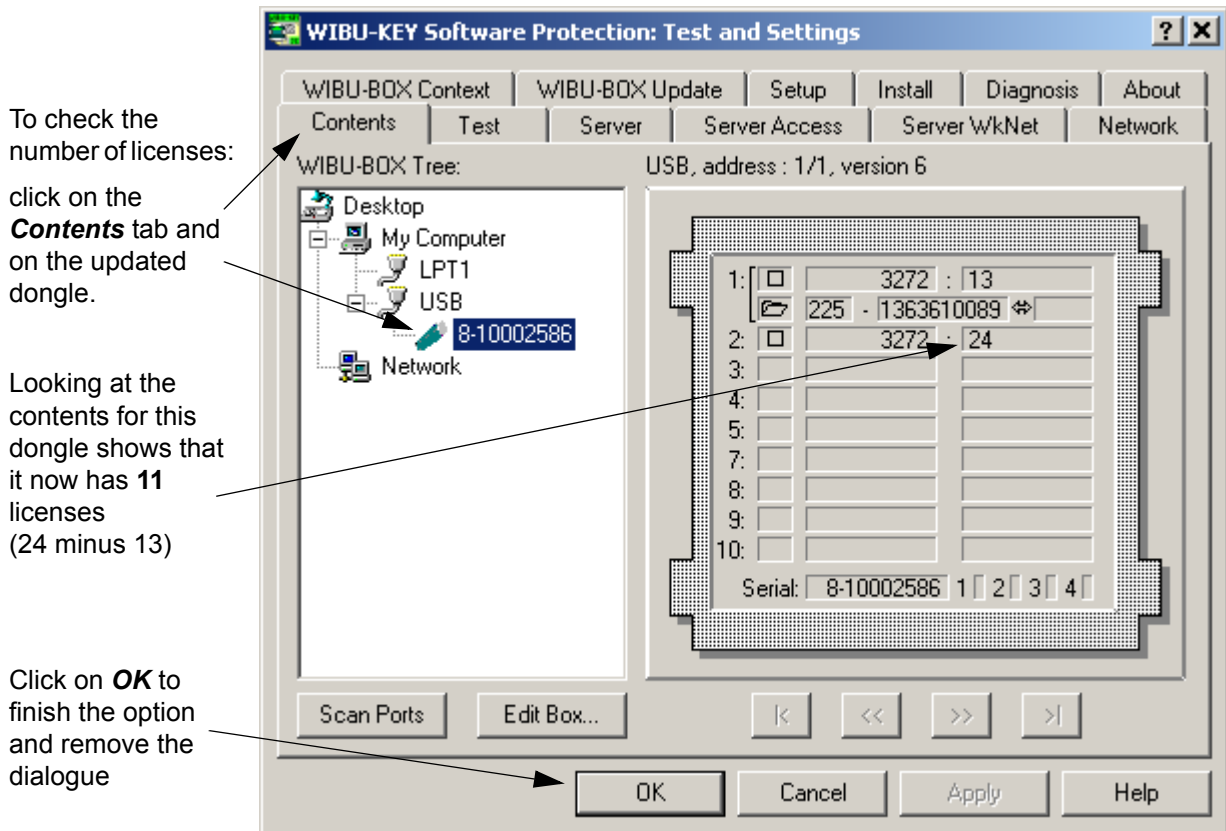 WIBU-KEY Software Protection: Test and Settings
WIBU-BOX Context WIBU-BOX Update Setup Install Diagnosis About
Contents Test Server Server Access Server WkNet Network
To check the
number of licenses:
click on the
Contents tab and
on the updated
dongle.
Looking at the
contents for this
dongle shows that
it now has 11
licenses
(24 minus 13)
Click on OK to
finish the option
and remove the
dialogue
WIBU-BOX Tree:
Desktop
My Computer
LPT1
USB
8-10002586
Network
USB, address : 1/1, version 6
1: 3272 : 13
225 - 1363610089
2: 3272 : 24
3:
4:
5:
7:
8:
9:
10:
Serial: 8-10002586 1 2 3 4
Scan Ports Edit Box... |< << >> >|
OK Cancel Apply Help